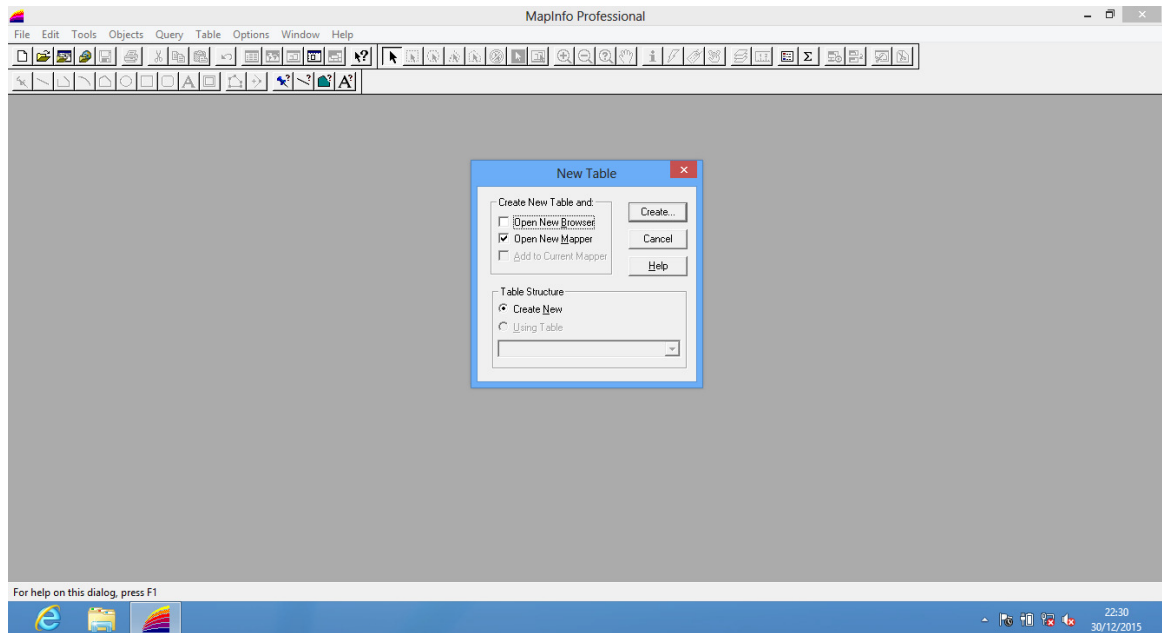 MapInfo Professional
File Edit Tools Objects Query Table Options Window Help
New Table
Create New Table and:
Open New Browser
Open New Mapper
Add to Current Mapper
Create...
Cancel
Help
Table Structure
Create New
Using Table
For help on this dialog, press F1
22:30
30/12/2015